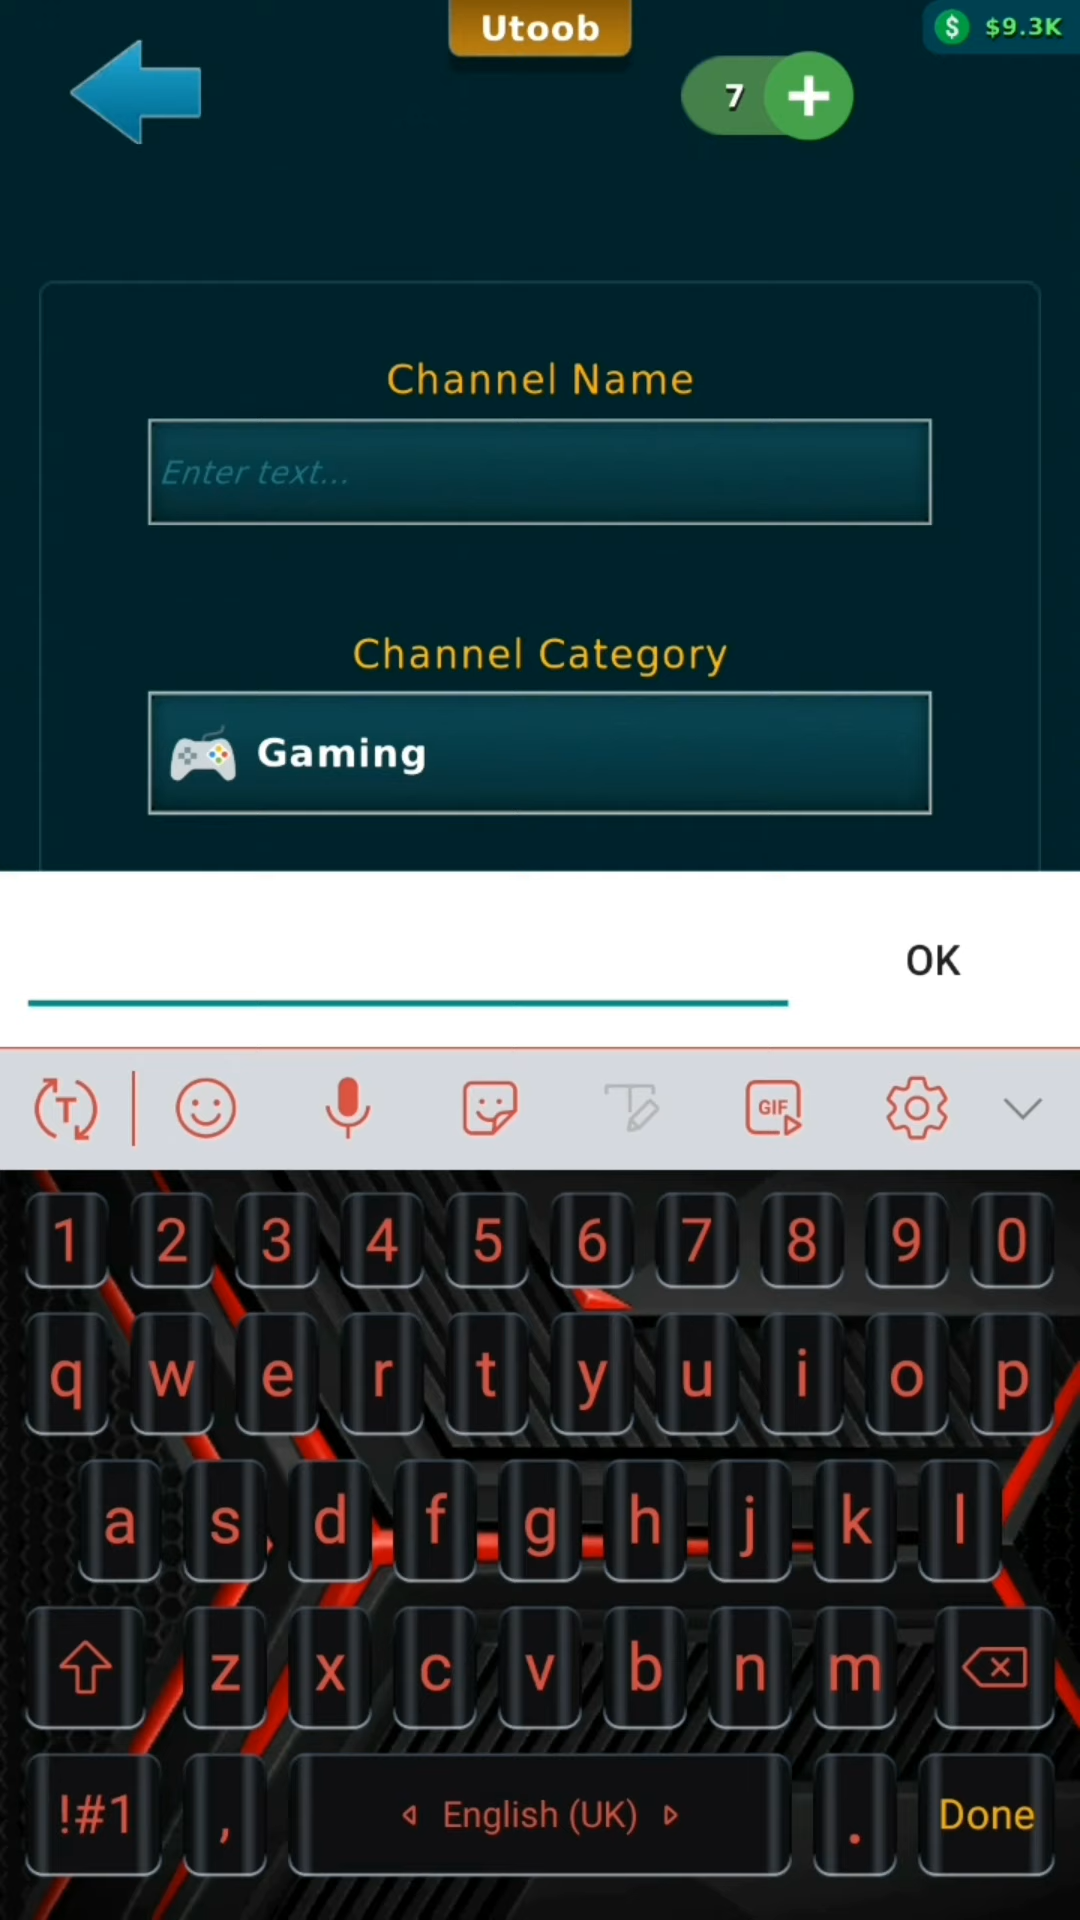 Utoob
$ $9.3K
7 +
Channel Name
Enter text...
Channel Category
Gaming
OK
T GIF
1 2 3 4 5 6 7 8 9 0
q w e r t y u i o p
a s d f g h j k l
z x c v b n m
!#1 , English (UK) . Done